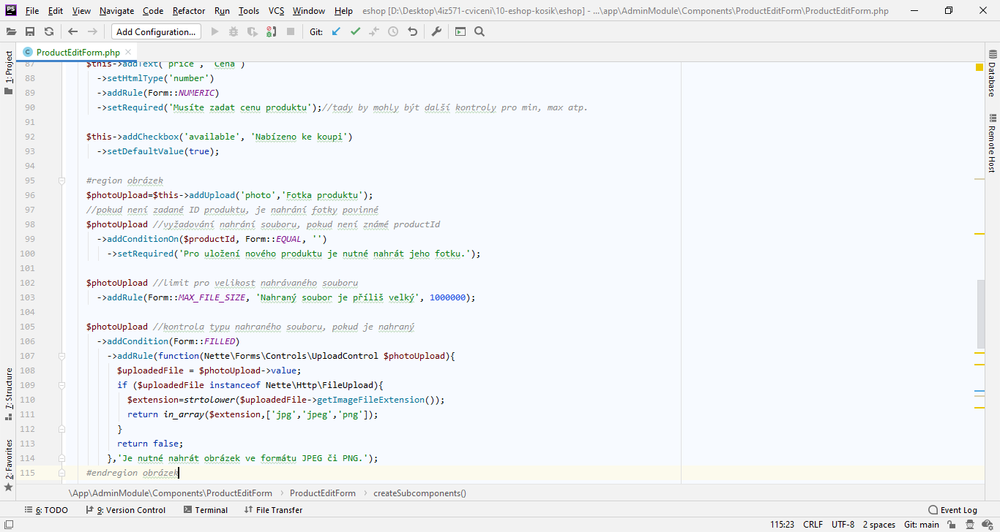 File Edit View Navigate Code Refactor Run Tools VCS Window Help eshop [D:\Desktop\4iz571-cviceni\10-eshop-kosik\eshop] - ...\app\AdminModule\Components\ProductEditForm\ProductEditForm.php
Add Configuration... Git:
ProductEditForm.php
1: Project
7: Structure
2: Favorites
Database
Remote Host
87 $this->addText('price', 'Cena')
88 ->setHtmlType('number')
89 ->addRule(Form::NUMERIC)
90 ->setRequired('Musíte zadat cenu produktu');//tady by mohly být další kontroly pro min, max atp.
91
92 $this->addCheckbox('available', 'Nabízeno ke koupi')
93 ->setDefaultValue(true);
94
95 #region obrázek
96 $photoUpload=$this->addUpload('photo','Fotka produktu');
97 //pokud není zadané ID produktu, je nahrání fotky povinné
98 $photoUpload //vyžadování nahrání souboru, pokud není známé productId
99 ->addConditionOn($productId, Form::EQUAL, '')
100 ->setRequired('Pro uložení nového produktu je nutné nahrát jeho fotku.');
101
102 $photoUpload //limit pro velikost nahrávaného souboru
103 ->addRule(Form::MAX_FILE_SIZE, 'Nahraný soubor je příliš velký', 1000000);
104
105 $photoUpload //kontrola typu nahraného souboru, pokud je nahraný
106 ->addCondition(Form::FILLED)
107 ->addRule(function(Nette\Forms\Controls\UploadControl $photoUpload){
108 $uploadedFile = $photoUpload->value;
109 if ($uploadedFile instanceof Nette\Http\FileUpload){
110 $extension=strtolower($uploadedFile->getImageFileExtension());
111 return in_array($extension,['jpg','jpeg','png']);
112 }
113 return false;
114 },'Je nutné nahrát obrázek ve formátu JPEG či PNG.');
115 #endregion obrázek
\App\AdminModule\Components\ProductEditForm › ProductEditForm › createSubcomponents()
6: TODO 9: Version Control Terminal File Transfer Event Log
115:23 CRLF UTF-8 2 spaces Git: main